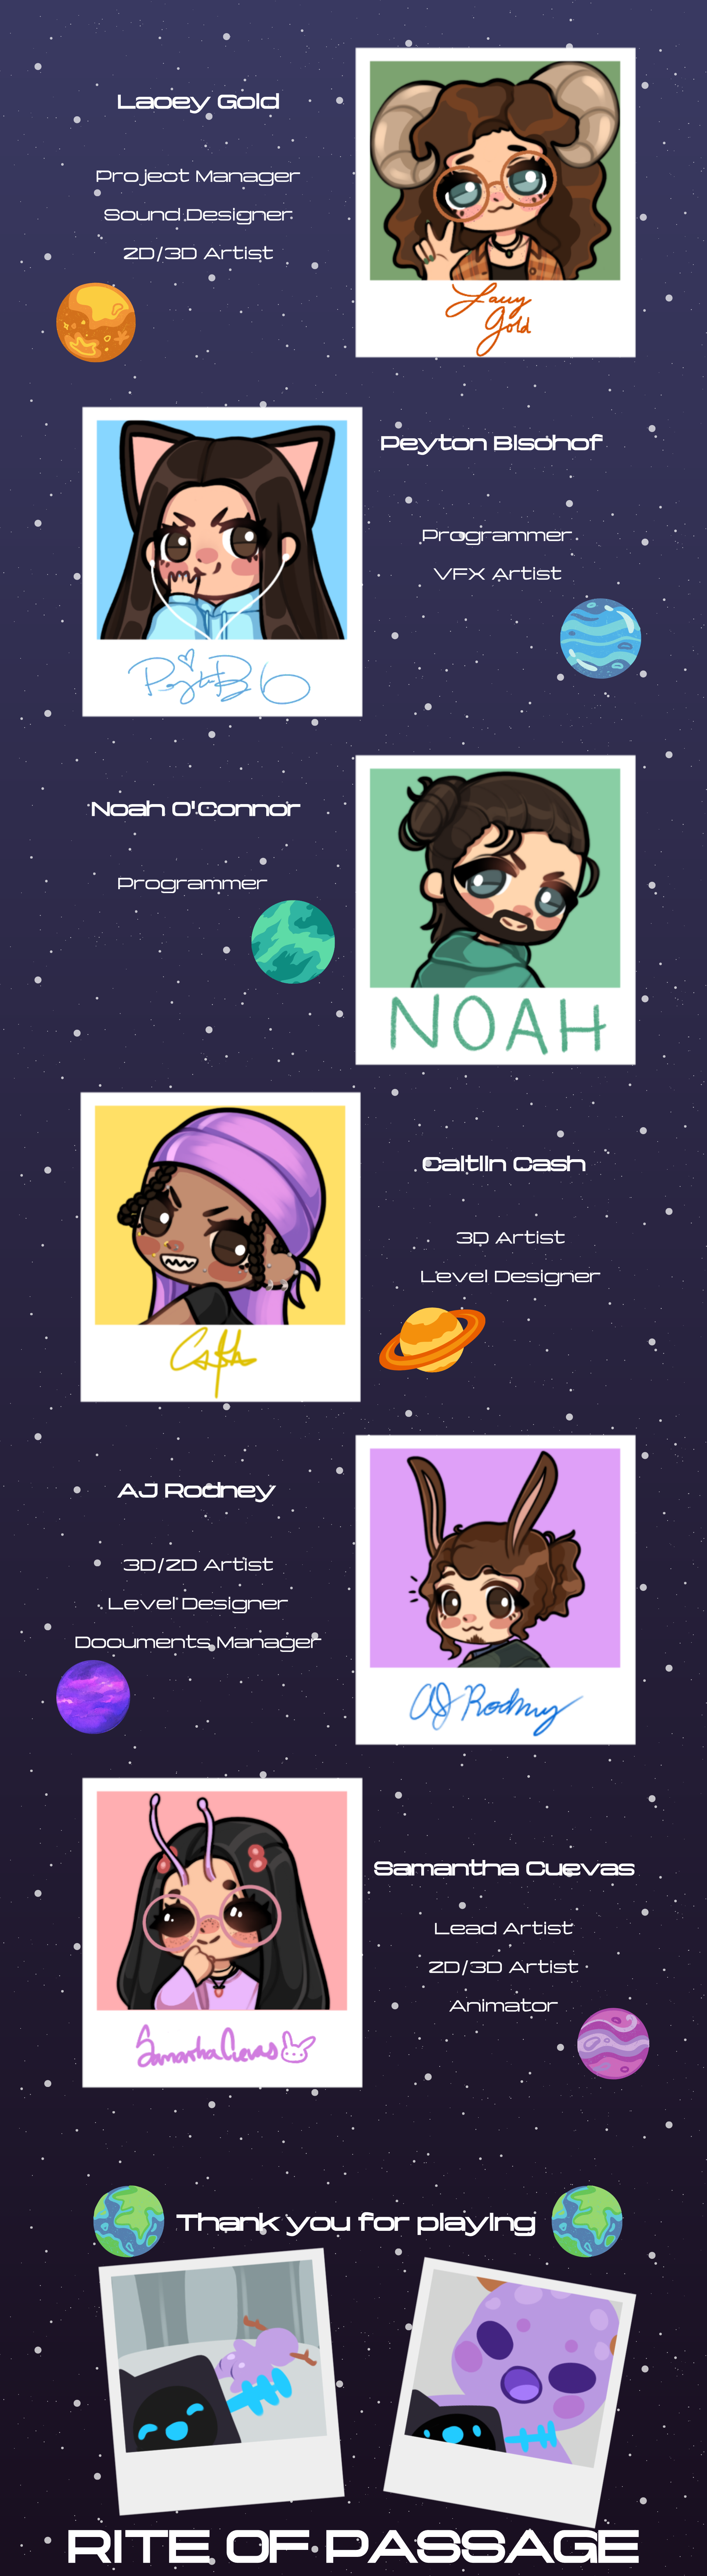 Lacey Gold
Project Manager
Sound Designer
2D/3D Artist
Lacey
Gold
Peyton Bischof
Programmer
VFX Artist
Noah O'Connor
Programmer
NOAH
Caitlin Cash
3D Artist
Level Designer
AJ Rodney
3D/2D Artist
Level Designer
Documents Manager
AJ Rodney
Samantha Cuevas
Lead Artist
2D/3D Artist
Animator
Samantha Cuevas
Thank you for playing
RITE OF PASSAGE